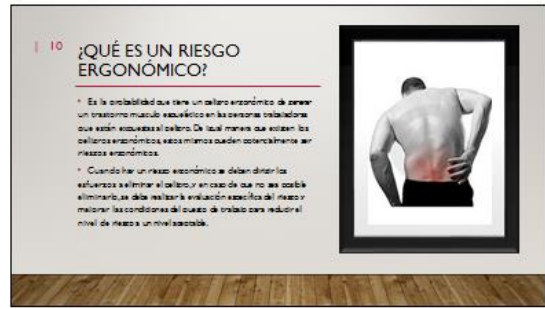 | 10
¿QUÉ ES UN RIESGO
ERGONÓMICO?
• Es la probabilidad que tiene un peligro ergonómico de generar
un trastorno musculo esquelético en las personas trabajadoras
que están expuestas al peligro. De igual manera que existen los
peligros ergonómicos, estos mismos pueden potencialmente ser
riesgos ergonómicos.
• Cuando hay un riesgo ergonómico se deben dirigir los
esfuerzos a eliminar el peligro, y en caso de que no sea posible
eliminarlo, se debe realizar la evaluación específica del riesgo y
mejorar las condiciones del puesto de trabajo para reducir el
nivel de riesgo a un nivel aceptable.